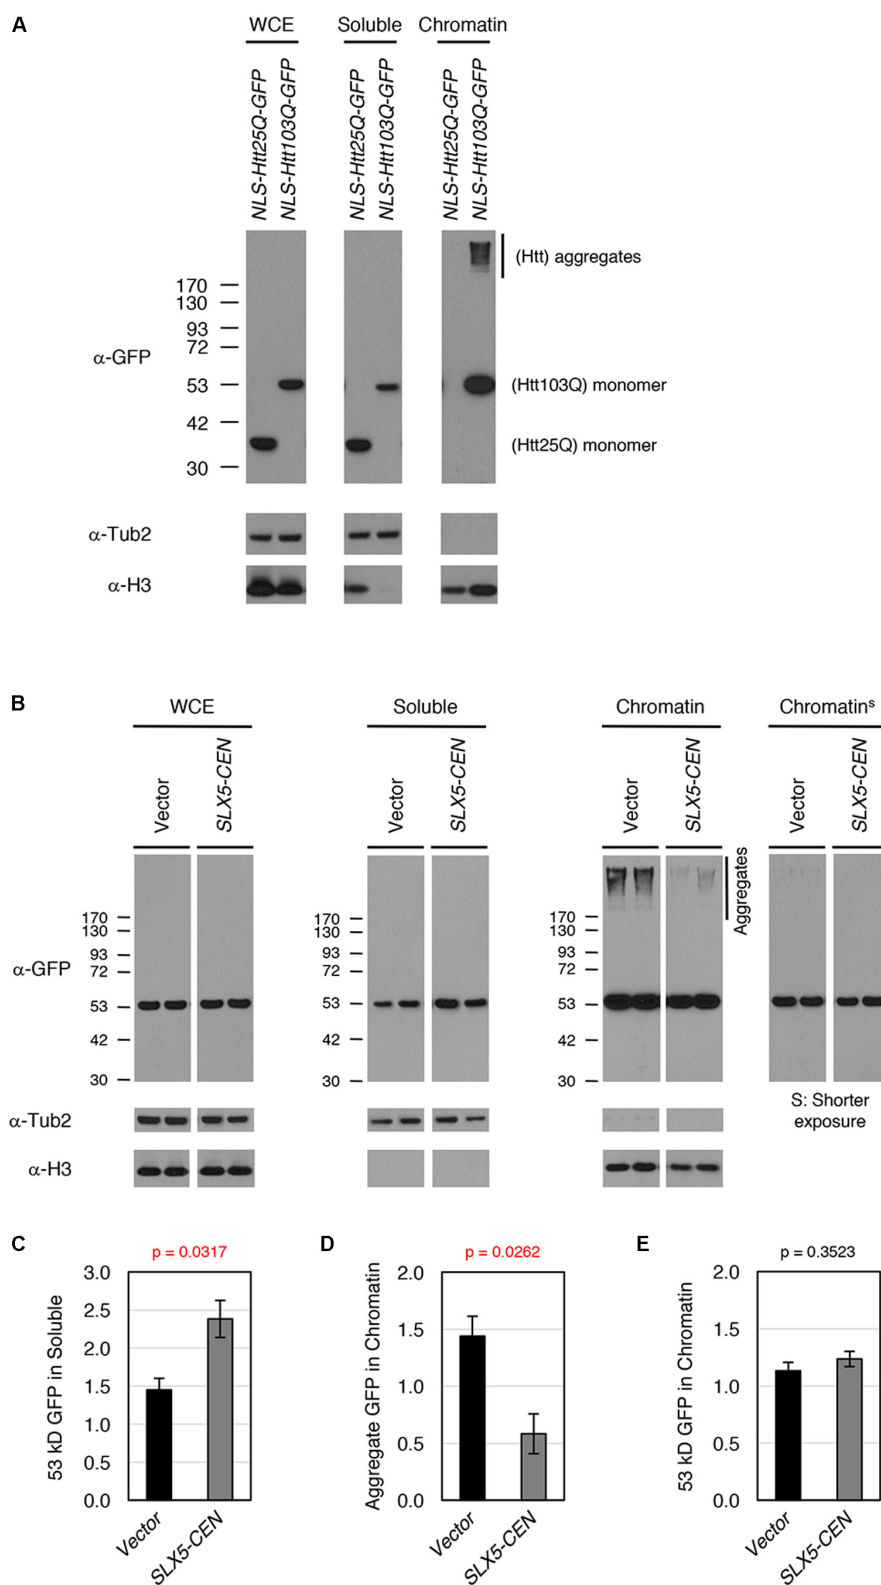 A
WCE Soluble Chromatin
NLS-Htt25Q-GFP
NLS-Htt103Q-GFP
NLS-Htt25Q-GFP
NLS-Htt103Q-GFP
NLS-Htt25Q-GFP
NLS-Htt103Q-GFP
α-GFP
170
130
93
72
53
42
30
(Htt) aggregates
(Htt103Q) monomer
(Htt25Q) monomer
α-Tub2
α-H3
B
WCE Soluble Chromatin Chromatinˢ
Vector
SLX5-CEN
Vector
SLX5-CEN
Vector
SLX5-CEN
Vector
SLX5-CEN
α-GFP
170
130
93
72
53
42
30
170
130
93
72
53
42
30
170
130
93
72
53
42
30
Aggregates
S: Shorter
exposure
α-Tub2
α-H3
C
p = 0.0317
53 kD GFP in Soluble
3.0
2.5
2.0
1.5
1.0
0.5
0.0
Vector
SLX5-CEN
D
p = 0.0262
Aggregate GFP in Chromatin
2.0
1.5
1.0
0.5
0.0
Vector
SLX5-CEN
E
p = 0.3523
53 kD GFP in Chromatin
2.0
1.5
1.0
0.5
0.0
Vector
SLX5-CEN